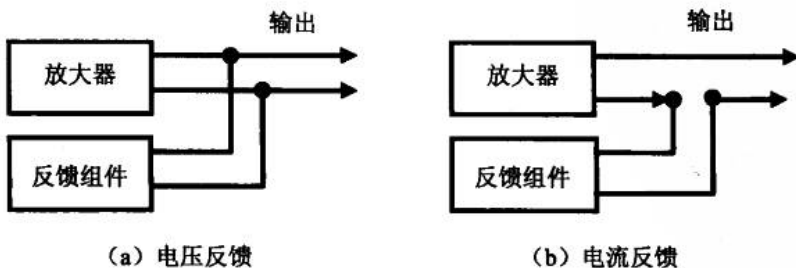 输出
放大器
反馈组件
(a) 电压反馈
输出
放大器
反馈组件
(b) 电流反馈